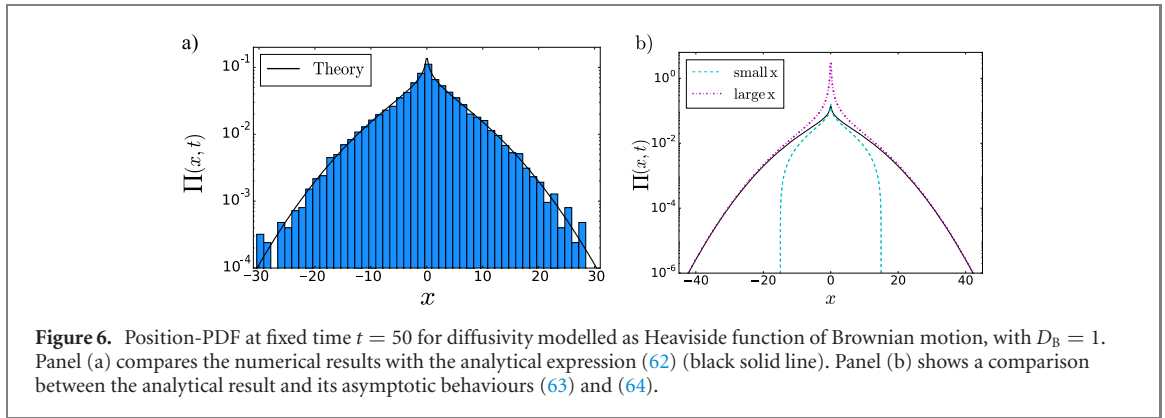 a)
Theory
10⁻¹
10⁻²
10⁻³
10⁻⁴
Π(x, t)
−30 −20 −10 0 10 20 30
x
b)
small x
large x
10⁰
10⁻²
10⁻⁴
10⁻⁶
Π(x, t)
−40 −20 0 20 40
x
Figure 6. Position-PDF at fixed time t = 50 for diffusivity modelled as Heaviside function of Brownian motion, with D_B = 1.
Panel (a) compares the numerical results with the analytical expression (62) (black solid line). Panel (b) shows a comparison
between the analytical result and its asymptotic behaviours (63) and (64).